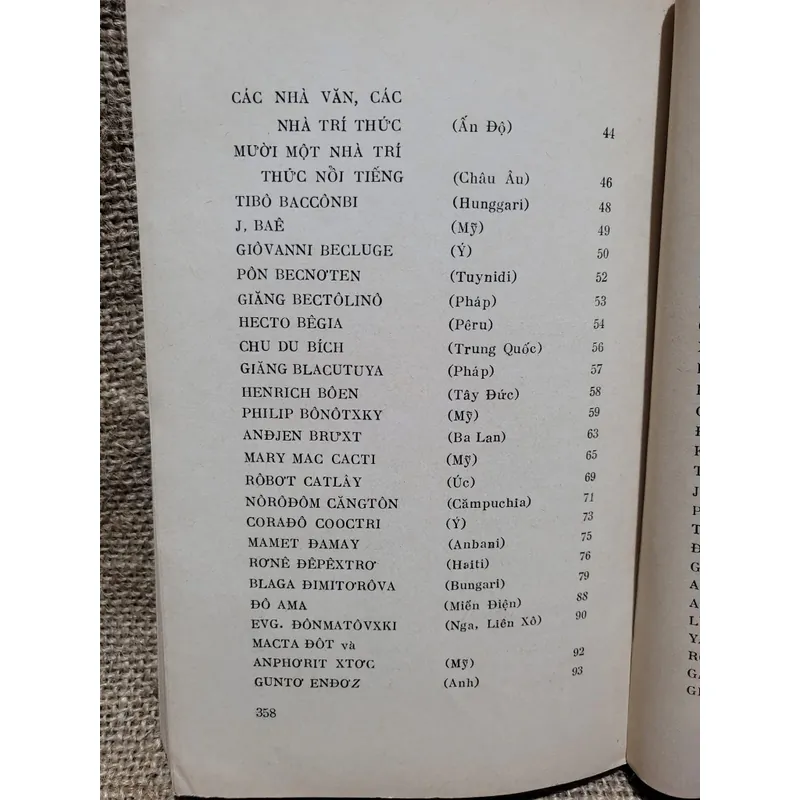 CÁC NHÀ VĂN, CÁC
NHÀ TRÍ THỨC (Ấn Độ) 44
MƯỜI MỘT NHÀ TRÍ
THỨC NỔI TIẾNG (Châu Âu) 46
TIBÔ BACCÔNBI (Hunggari) 48
J, BAÊ (Mỹ) 49
GIÔVANNI BECLUGE (Ý) 50
PÔN BECNƠTEN (Tuynidi) 52
GIĂNG BECTÔLINÔ (Pháp) 53
HECTO BÊGIA (Pêru) 54
CHU DU BÍCH (Trung Quốc) 56
GIĂNG BLACUTUYA (Pháp) 57
HENRICH BÔEN (Tây Đức) 58
PHILIP BÔNÔTXKY (Mỹ) 59
ANĐJEN BRƯXT (Ba Lan) 63
MARY MAC CACTI (Mỹ) 65
RÔBƠT CATLÂY (Úc) 69
NÔRÔĐÔM CĂNGTÔN (Cămpuchia) 71
CORAĐÔ COOCTRI (Ý) 73
MAMET ĐAMAY (Anbani) 75
RƠNÊ ĐÊPÊXTRƠ (Haiti) 76
BLAGA ĐIMITƠRÔVA (Bungari) 79
ĐÔ AMA (Miến Điện) 88
EVG. ĐÔNMATÔVXKI (Nga, Liên Xô) 90
MACTA ĐÔT và
ANPHƠRIT XTƠC (Mỹ) 92
GUNTƠ ENĐƠZ (Anh) 93
358